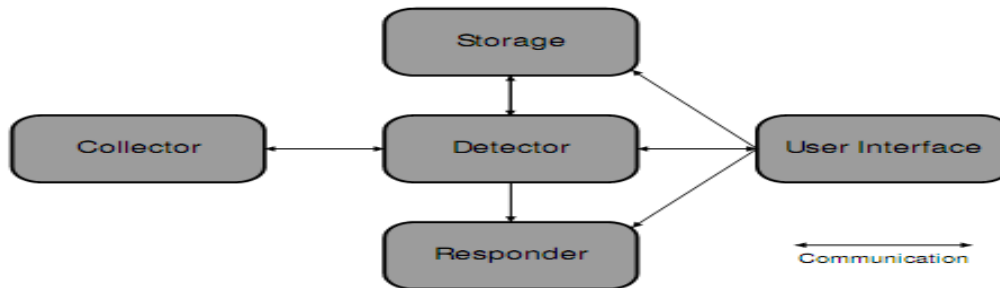 Storage
Collector
Detector
User Interface
Responder
Communication